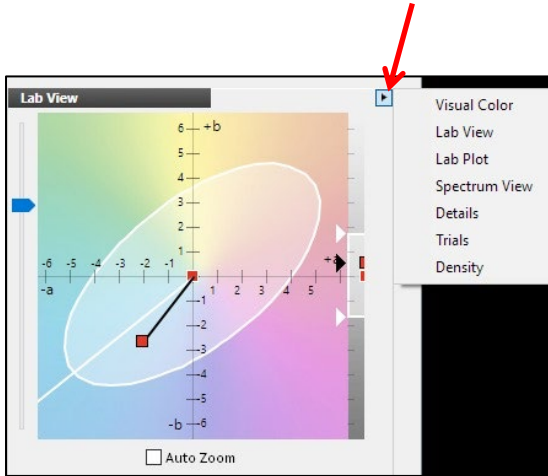 Lab View
Visual Color
Lab View
Lab Plot
Spectrum View
Details
Trials
Density
6 +b
5
4
3
2
1
-6 -5 -4 -3 -2 -1 +a
-a -1 1 2 3 4 5
-2
-3
-4
-5
-b -6
Auto Zoom